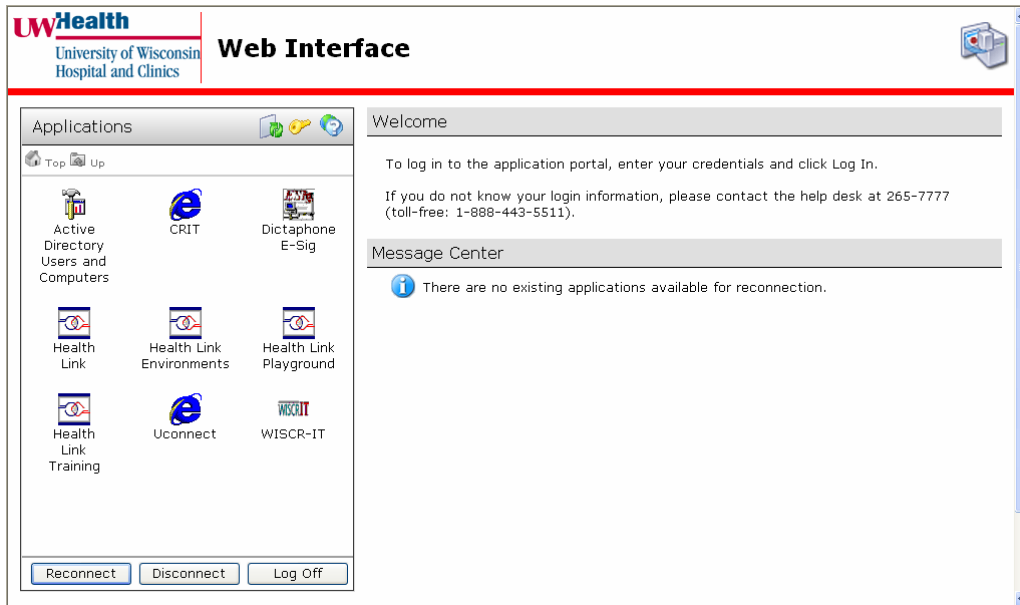 UWHealth
University of Wisconsin
Hospital and Clinics
Web Interface
Applications
Top Up
Active
Directory
Users and
Computers
CRIT
Dictaphone
E-Sig
Health
Link
Health Link
Environments
Health Link
Playground
Health
Link
Training
Uconnect
WISCRIT
WISCR-IT
Reconnect
Disconnect
Log Off
Welcome
To log in to the application portal, enter your credentials and click Log In.
If you do not know your login information, please contact the help desk at 265-7777
(toll-free: 1-888-443-5511).
Message Center
There are no existing applications available for reconnection.